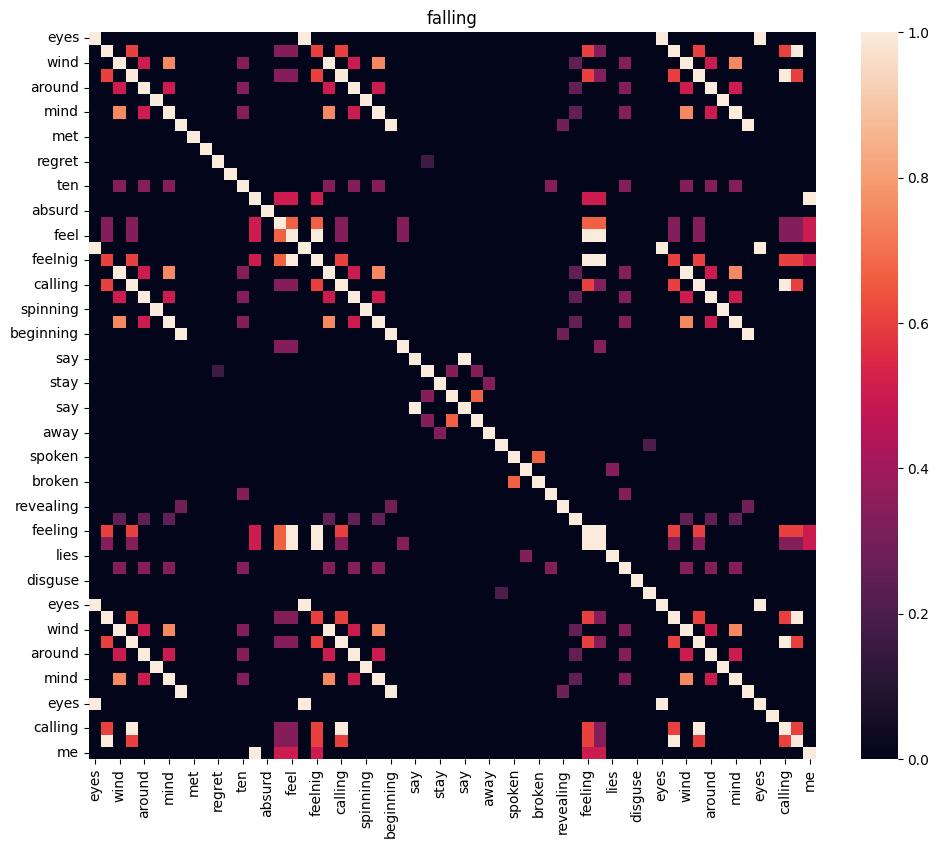 falling
eyes
wind
around
mind
met
regret
ten
absurd
feel
feelnig
calling
spinning
beginning
say
stay
say
away
spoken
broken
revealing
feeling
lies
disguse
eyes
wind
around
mind
eyes
calling
me
eyes
wind
around
mind
met
regret
ten
absurd
feel
feelnig
calling
spinning
beginning
say
stay
say
away
spoken
broken
revealing
feeling
lies
disguse
eyes
wind
around
mind
eyes
calling
me
1.0
0.8
0.6
0.4
0.2
0.0